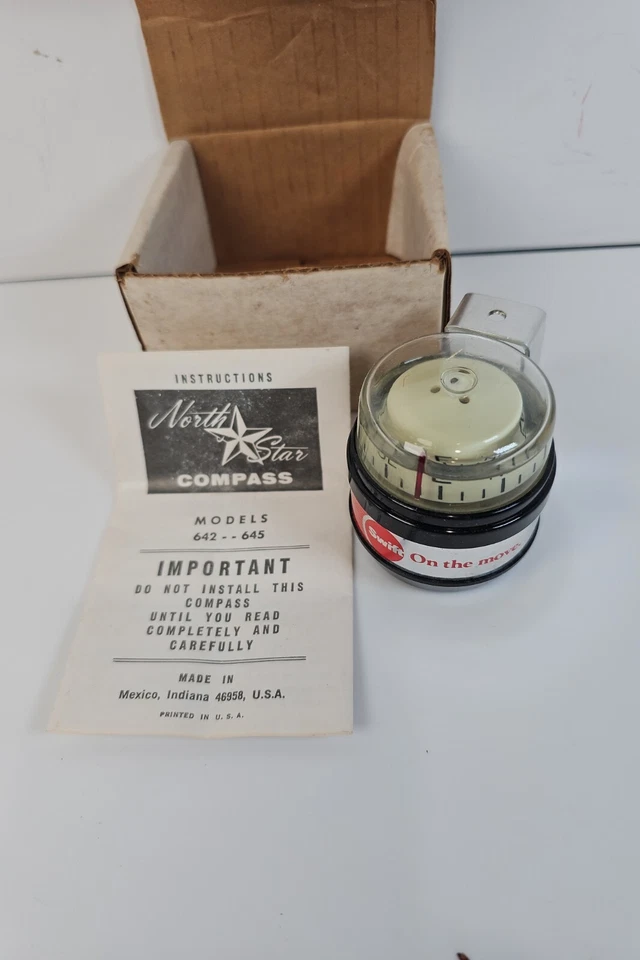 INSTRUCTIONS
North Star
COMPASS
MODELS
642 - - 645
IMPORTANT
DO NOT INSTALL THIS
COMPASS
UNTIL YOU READ
COMPLETELY AND
CAREFULLY
MADE IN
Mexico, Indiana 46958, U.S.A.
PRINTED IN U. S. A.
Swift On the move.